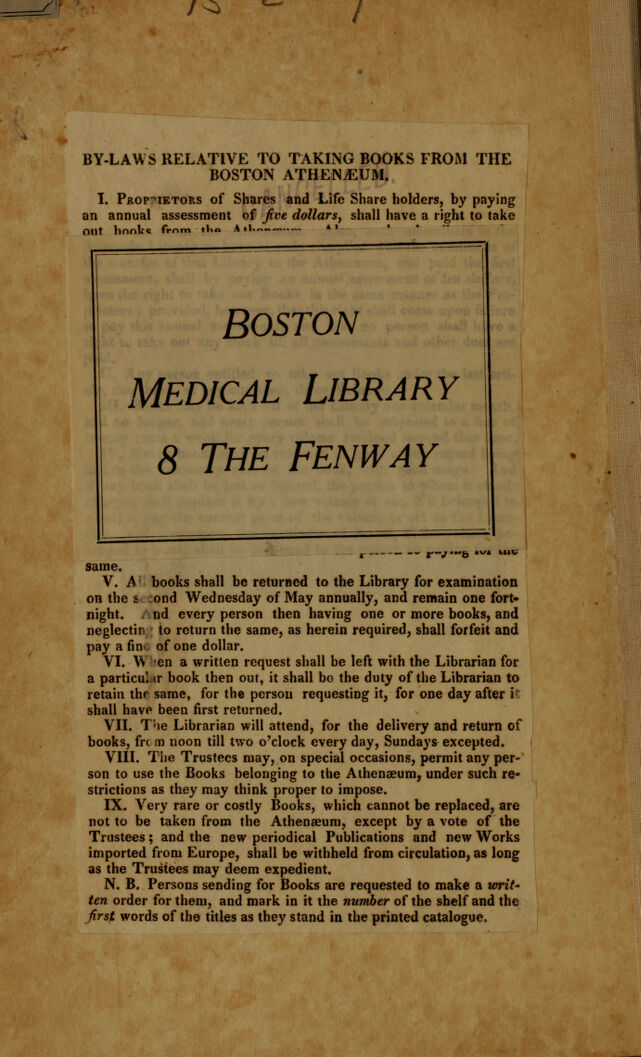 BY-LAWS RELATIVE TO TAKING BOOKS FROM THE
BOSTON ATHENÆUM.
I. PROPRIETORS of Shares and Life Share holders, by paying
an annual assessment of five dollars, shall have a right to take
out books from the
BOSTON
MEDICAL LIBRARY
8 THE FENWAY
same.
V. A books shall be returned to the Library for examination
on the second Wednesday of May annually, and remain one fort-
night. And every person then having one or more books, and
neglecting to return the same, as herein required, shall forfeit and
pay a fine of one dollar.
VI. When a written request shall be left with the Librarian for
a particular book then out, it shall be the duty of the Librarian to
retain the same, for the person requesting it, for one day after it
shall have been first returned.
VII. The Librarian will attend, for the delivery and return of
books, from noon till two o'clock every day, Sundays excepted.
VIII. The Trustees may, on special occasions, permit any per-
son to use the Books belonging to the Athenæum, under such re-
strictions as they may think proper to impose.
IX. Very rare or costly Books, which cannot be replaced, are
not to be taken from the Athenæum, except by a vote of the
Trustees; and the new periodical Publications and new Works
imported from Europe, shall be withheld from circulation, as long
as the Trustees may deem expedient.
N. B. Persons sending for Books are requested to make a writ-
ten order for them, and mark in it the number of the shelf and the
first words of the titles as they stand in the printed catalogue.